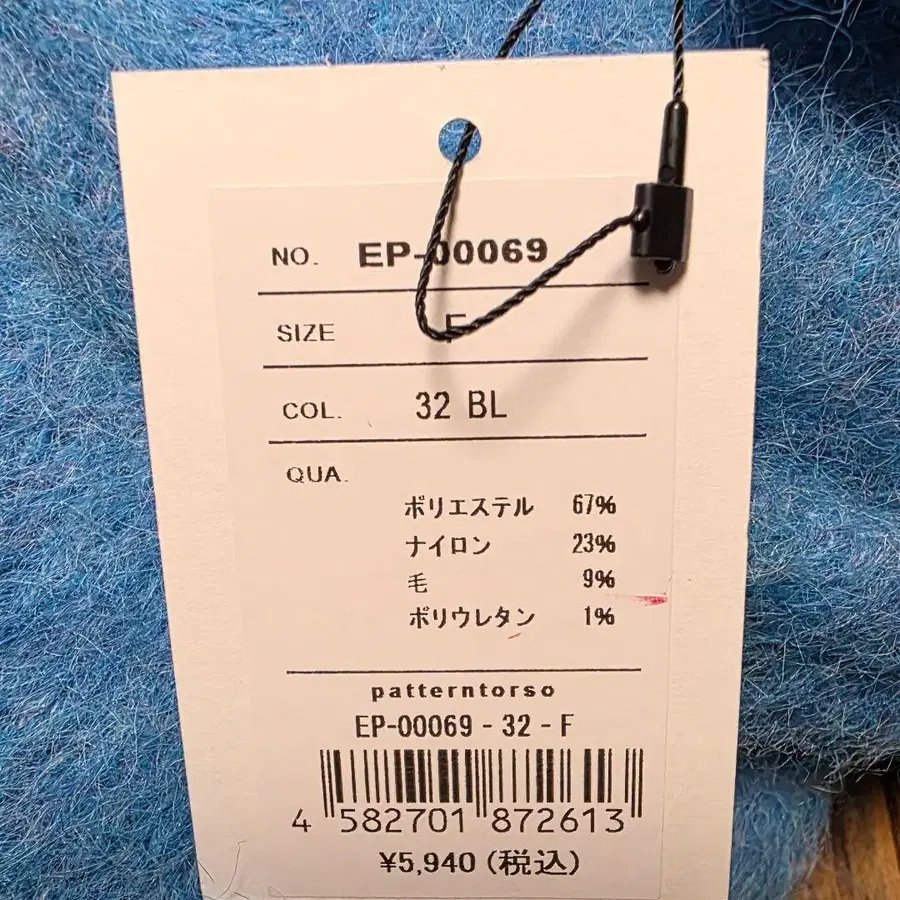 NO. EP-00069
SIZE F
COL. 32 BL
QUA.
ポリエステル 67%
ナイロン 23%
毛 9%
ポリウレタン 1%
patterntorso
EP-00069 - 32 - F
4 582701 872613
¥5,940 (税込)